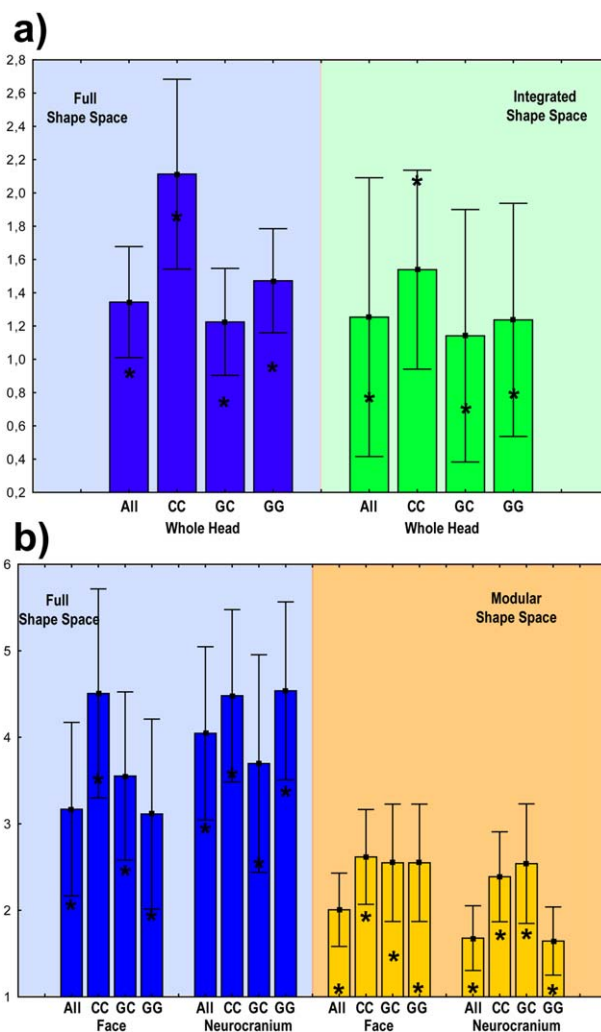 a)
2,8
2,6
2,4
2,2
2,0
1,8
1,6
1,4
1,2
1,0
0,8
0,6
0,4
0,2
Full
Shape Space
Integrated
Shape Space
* * * * * * * *
All CC GC GG All CC GC GG
Whole Head Whole Head
b)
6
5
4
3
2
1
Full
Shape Space
Modular
Shape Space
* * * * * * * * * * * * * * * *
All CC GC GG All CC GC GG All CC GC GG All CC GC GG
Face Neurocranium Face Neurocranium